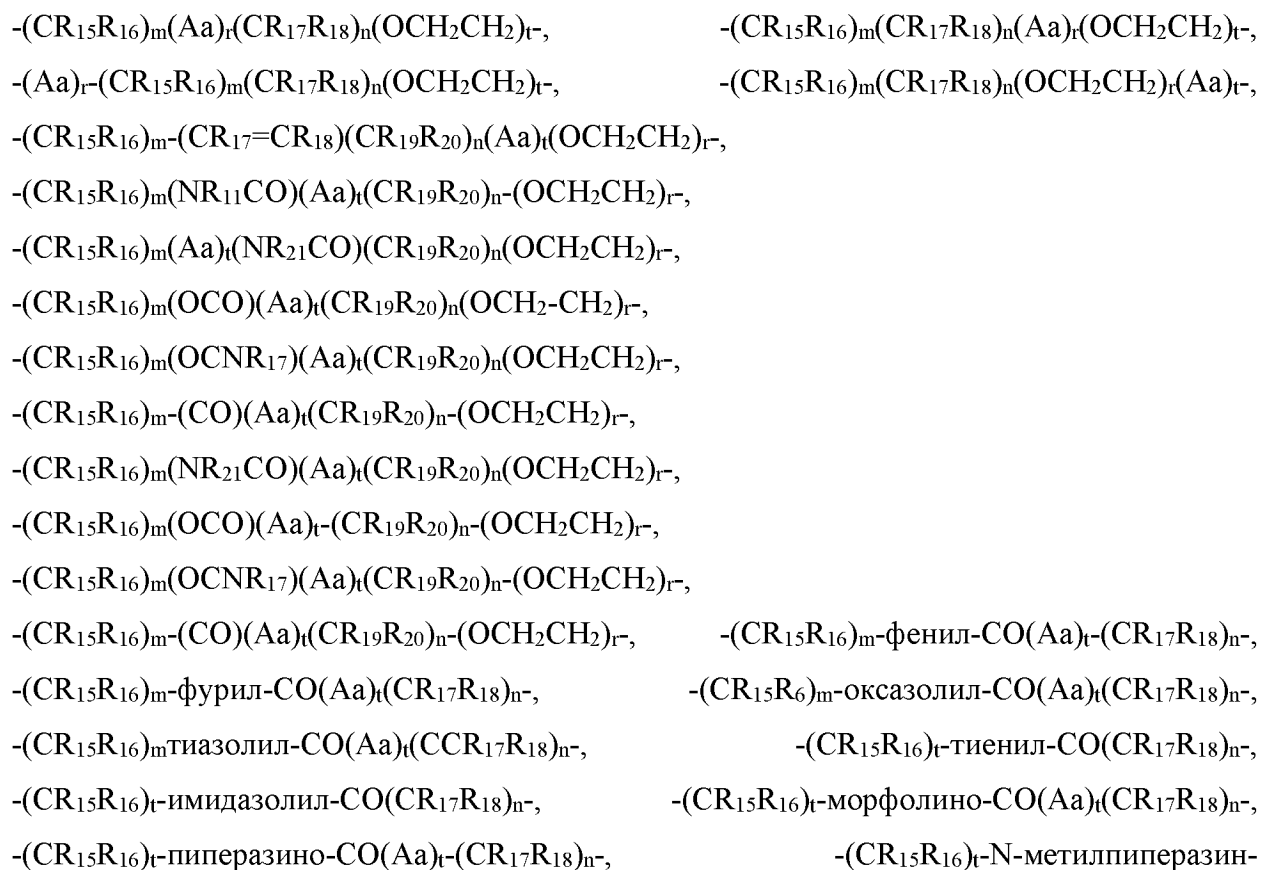 -(CR₁₅R₁₆)ₘ(Aa)ᵣ(CR₁₇R₁₈)ₙ(OCH₂CH₂)ₜ-, -(CR₁₅R₁₆)ₘ(CR₁₇R₁₈)ₙ(Aa)ᵣ(OCH₂CH₂)ₜ-,
-(Aa)ᵣ-(CR₁₅R₁₆)ₘ(CR₁₇R₁₈)ₙ(OCH₂CH₂)ₜ-, -(CR₁₅R₁₆)ₘ(CR₁₇R₁₈)ₙ(OCH₂CH₂)ᵣ(Aa)ₜ-,
-(CR₁₅R₁₆)ₘ-(CR₁₇=CR₁₈)(CR₁₉R₂₀)ₙ(Aa)ₜ(OCH₂CH₂)ᵣ-,
-(CR₁₅R₁₆)ₘ(NR₁₁CO)(Aa)ₜ(CR₁₉R₂₀)ₙ-(OCH₂CH₂)ᵣ-,
-(CR₁₅R₁₆)ₘ(Aa)ₜ(NR₂₁CO)(CR₁₉R₂₀)ₙ(OCH₂CH₂)ᵣ-,
-(CR₁₅R₁₆)ₘ(OCO)(Aa)ₜ(CR₁₉R₂₀)ₙ(OCH₂-CH₂)ᵣ-,
-(CR₁₅R₁₆)ₘ(OCNR₁₇)(Aa)ₜ(CR₁₉R₂₀)ₙ(OCH₂CH₂)ᵣ-,
-(CR₁₅R₁₆)ₘ-(CO)(Aa)ₜ(CR₁₉R₂₀)ₙ-(OCH₂CH₂)ᵣ-,
-(CR₁₅R₁₆)ₘ(NR₂₁CO)(Aa)ₜ(CR₁₉R₂₀)ₙ(OCH₂CH₂)ᵣ-,
-(CR₁₅R₁₆)ₘ(OCO)(Aa)ₜ-(CR₁₉R₂₀)ₙ-(OCH₂CH₂)ᵣ-,
-(CR₁₅R₁₆)ₘ(OCNR₁₇)(Aa)ₜ(CR₁₉R₂₀)ₙ-(OCH₂CH₂)ᵣ-,
-(CR₁₅R₁₆)ₘ-(CO)(Aa)ₜ(CR₁₉R₂₀)ₙ-(OCH₂CH₂)ᵣ-, -(CR₁₅R₁₆)ₘ-фенил-CO(Aa)ₜ-(CR₁₇R₁₈)ₙ-,
-(CR₁₅R₁₆)ₘ-фурил-CO(Aa)ₜ(CR₁₇R₁₈)ₙ-, -(CR₁₅R₆)ₘ-оксазолил-CO(Aa)ₜ(CR₁₇R₁₈)ₙ-,
-(CR₁₅R₁₆)ₘтиазолил-CO(Aa)ₜ(CCR₁₇R₁₈)ₙ-, -(CR₁₅R₁₆)ₜ-тиенил-CO(CR₁₇R₁₈)ₙ-,
-(CR₁₅R₁₆)ₜ-имидазолил-CO(CR₁₇R₁₈)ₙ-, -(CR₁₅R₁₆)ₜ-морфолино-CO(Aa)ₜ(CR₁₇R₁₈)ₙ-,
-(CR₁₅R₁₆)ₜ-пиперазино-CO(Aa)ₜ-(CR₁₇R₁₈)ₙ-, -(CR₁₅R₁₆)ₜ-N-метилпиперазин-